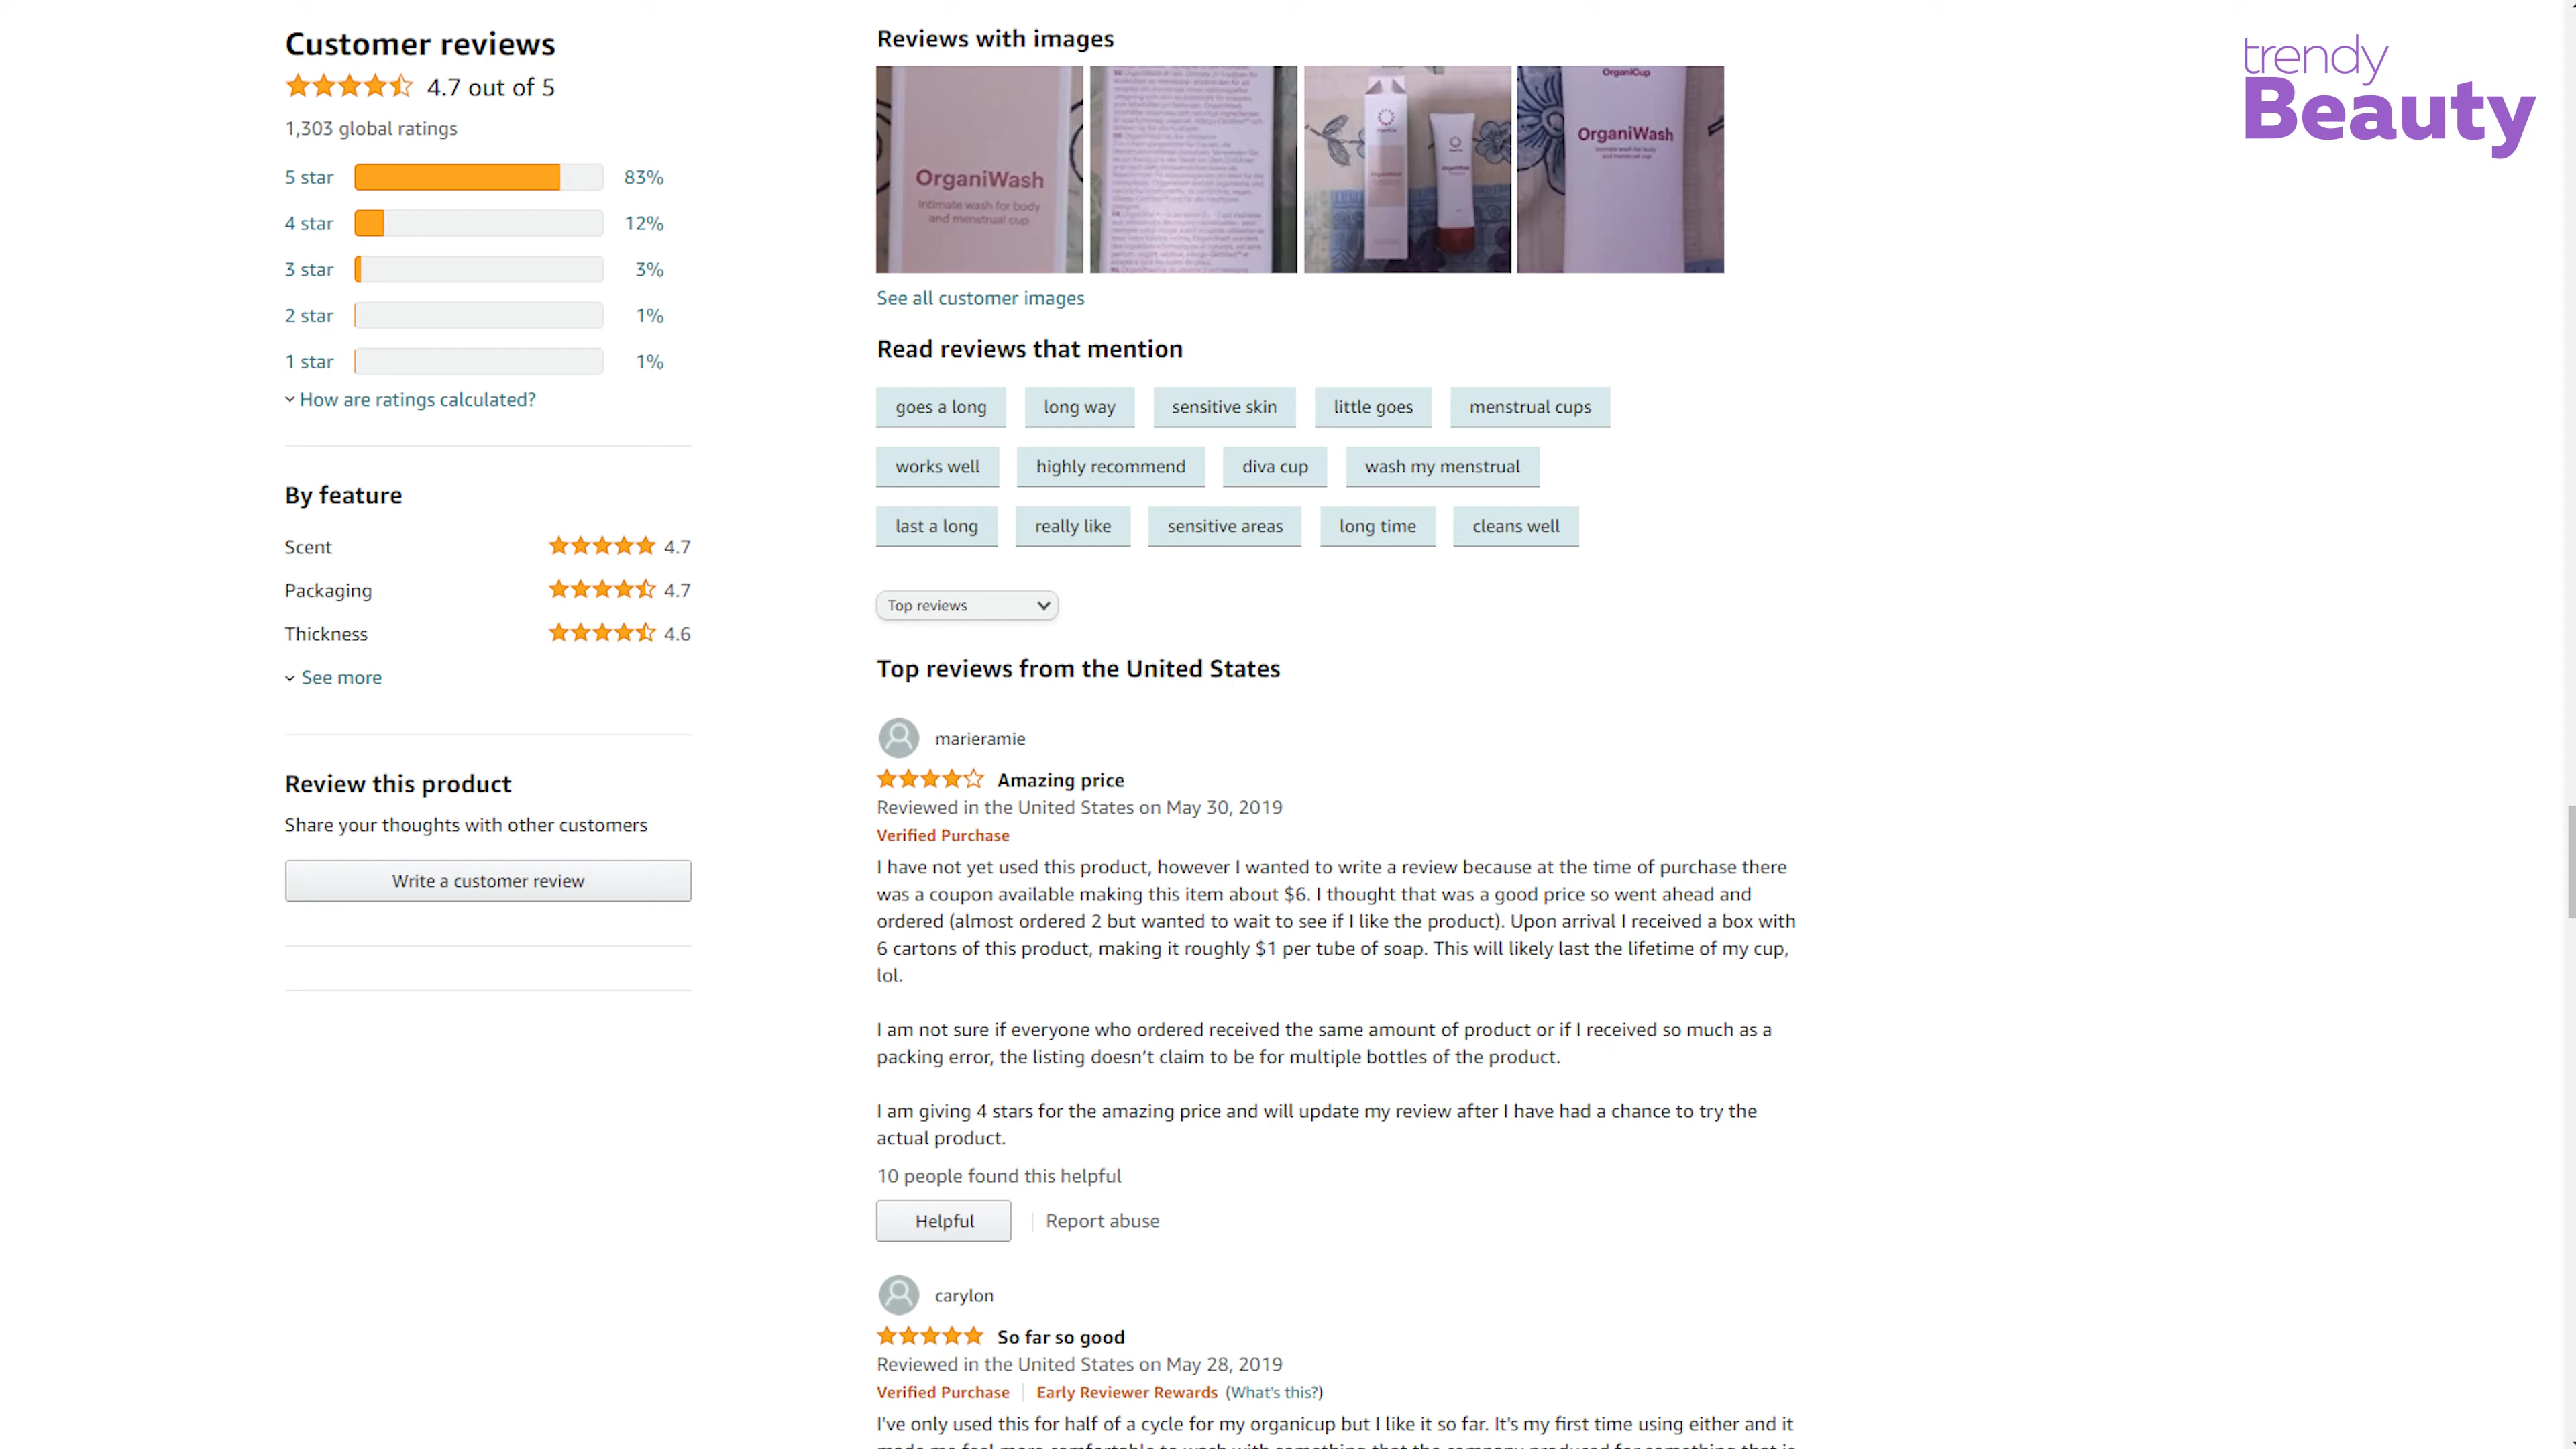 Customer reviews
4.7 out of 5
1,303 global ratings
5 star 83%
4 star 12%
3 star 3%
2 star 1%
1 star 1%
How are ratings calculated?
By feature
Scent 4.7
Packaging 4.7
Thickness 4.6
See more
Review this product
Share your thoughts with other customers
Write a customer review
Reviews with images
OrganiWash
Intimate wash for body
and menstrual cup
OrganiCup
OrganiWash
Intimate wash for body
and menstrual cup
See all customer images
Read reviews that mention
goes a long long way sensitive skin little goes menstrual cups
works well highly recommend diva cup wash my menstrual
last a long really like sensitive areas long time cleans well
Top reviews
Top reviews from the United States
marieramie
Amazing price
Reviewed in the United States on May 30, 2019
Verified Purchase
I have not yet used this product, however I wanted to write a review because at the time of purchase there
was a coupon available making this item about $6. I thought that was a good price so went ahead and
ordered (almost ordered 2 but wanted to wait to see if I like the product). Upon arrival I received a box with
6 cartons of this product, making it roughly $1 per tube of soap. This will likely last the lifetime of my cup,
lol.
I am not sure if everyone who ordered received the same amount of product or if I received so much as a
packing error, the listing doesn't claim to be for multiple bottles of the product.
I am giving 4 stars for the amazing price and will update my review after I have had a chance to try the
actual product.
10 people found this helpful
Helpful Report abuse
carylon
So far so good
Reviewed in the United States on May 28, 2019
Verified Purchase Early Reviewer Rewards (What's this?)
I've only used this for half of a cycle for my organicup but I like it so far. It's my first time using either and it
trendy
Beauty